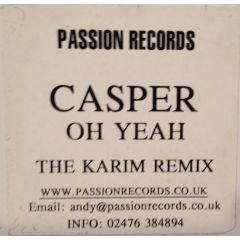 PASSION RECORDS
CASPER
OH YEAH
THE KARIM REMIX
WWW.PASSIONRECORDS.CO.UK
Email: andy@passionrecords.co.uk
INFO: 02476 384894